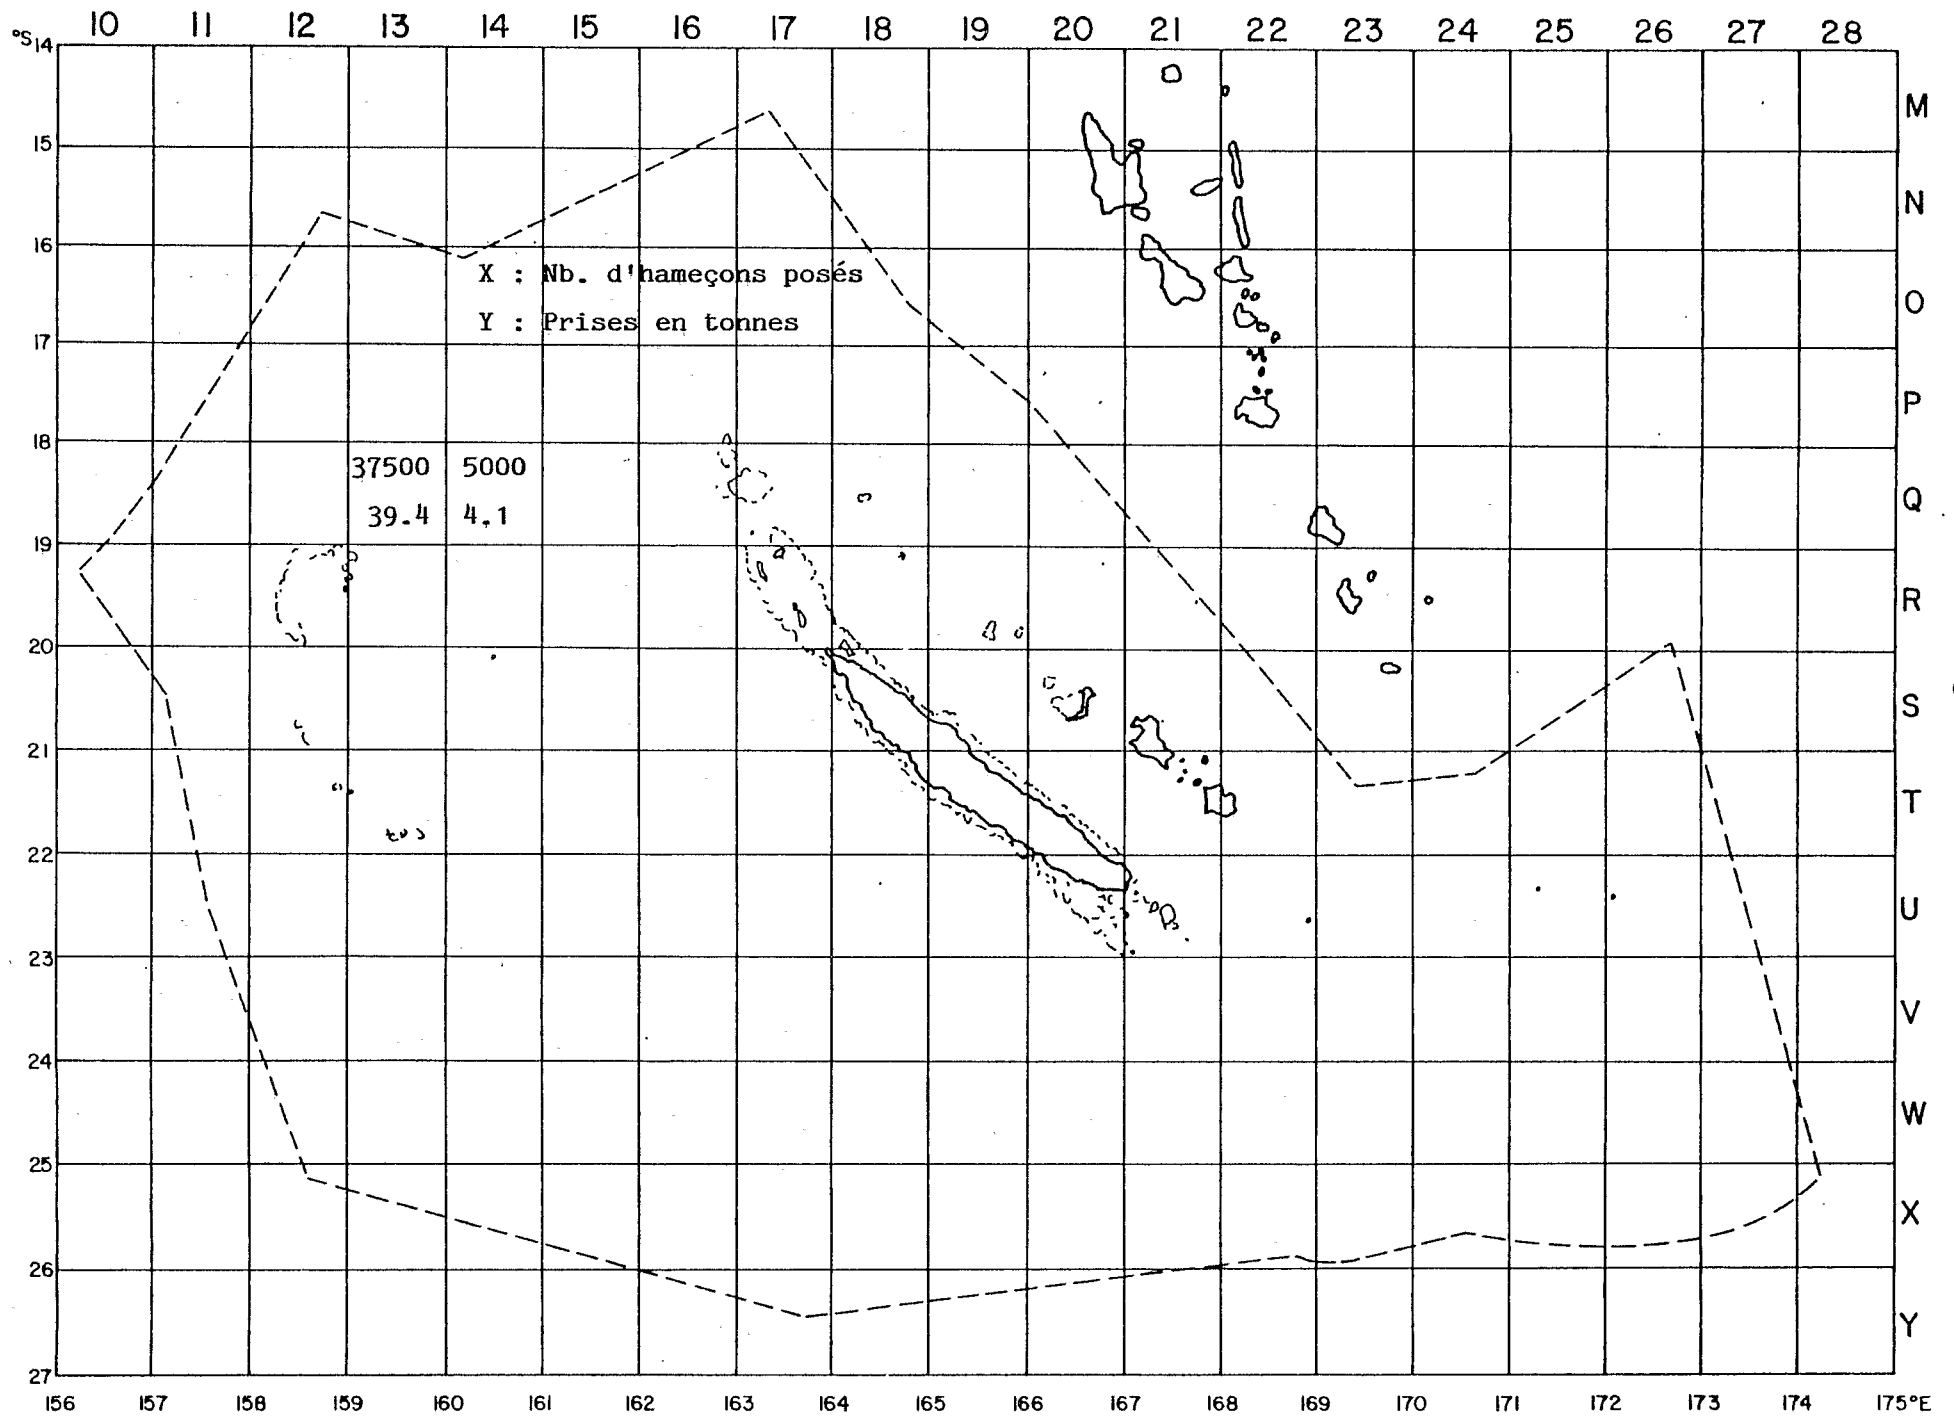 10 11 12 13 14 15 16 17 18 19 20 21 22 23 24 25 26 27 28
°S 14
M
15
N
16
X : Nb. d'hameçons posés
O
Y : Prises en tonnes
17
P
18
37500 5000
Q
39.4 4.1
19
R
20
S
21
T
22
U
23
V
24
W
25
X
26
Y
27
156 157 158 159 160 161 162 163 164 165 166 167 168 169 170 171 172 173 174 175°E